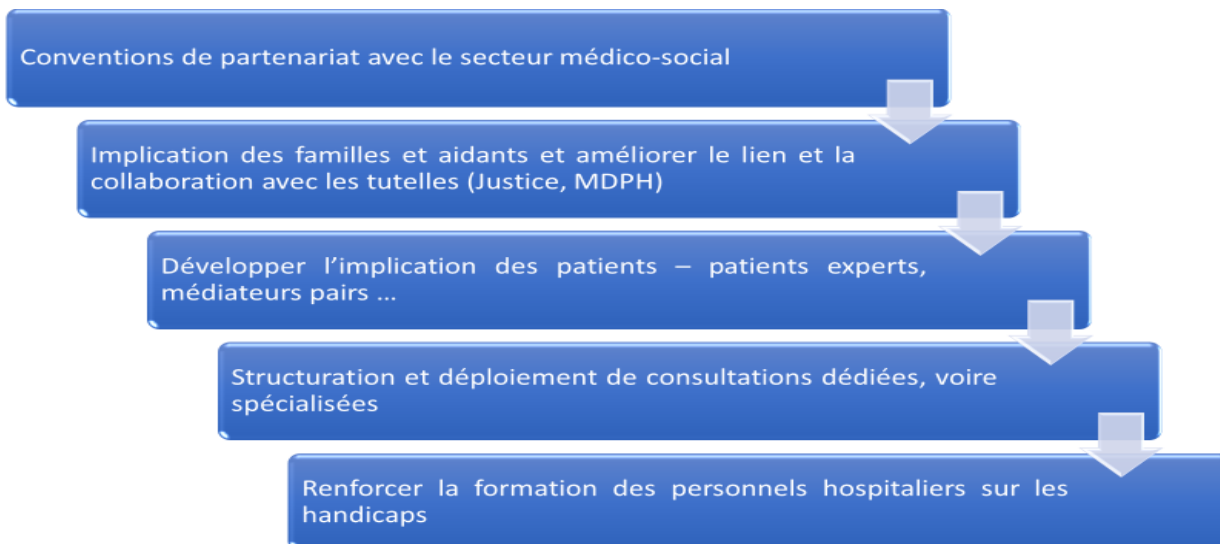 Conventions de partenariat avec le secteur médico-social
Implication des familles et aidants et améliorer le lien et la
collaboration avec les tutelles (Justice, MDPH)
Développer l’implication des patients – patients experts,
médiateurs pairs ...
Structuration et déploiement de consultations dédiées, voire
spécialisées
Renforcer la formation des personnels hospitaliers sur les
handicaps